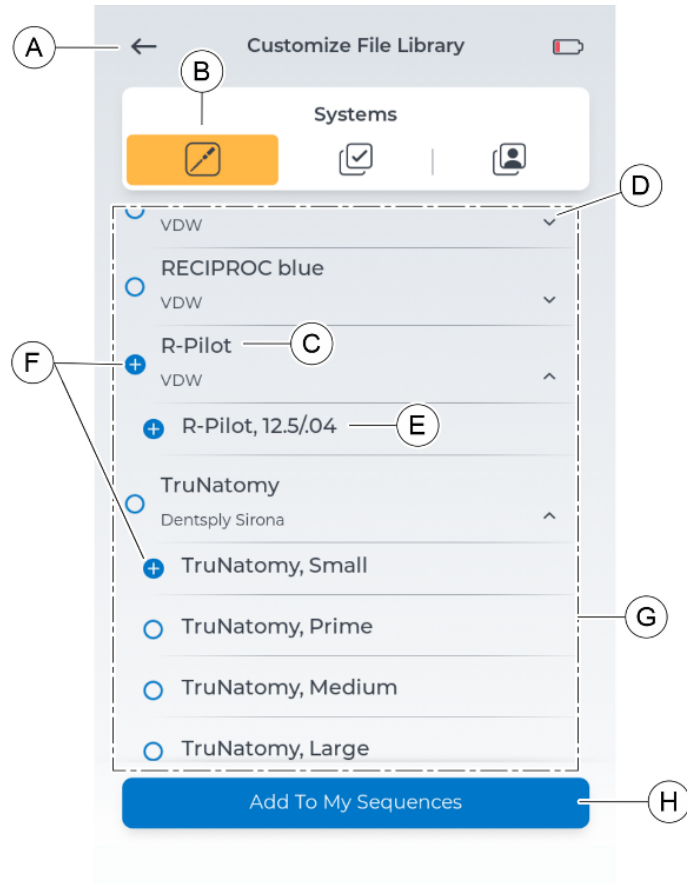 A
Customize File Library
B
Systems
D
VDW
RECIPROC blue
VDW
R-Pilot
C
F
VDW
R-Pilot, 12.5/.04
E
TruNatomy
Dentsply Sirona
TruNatomy, Small
TruNatomy, Prime
G
TruNatomy, Medium
TruNatomy, Large
Add To My Sequences
H